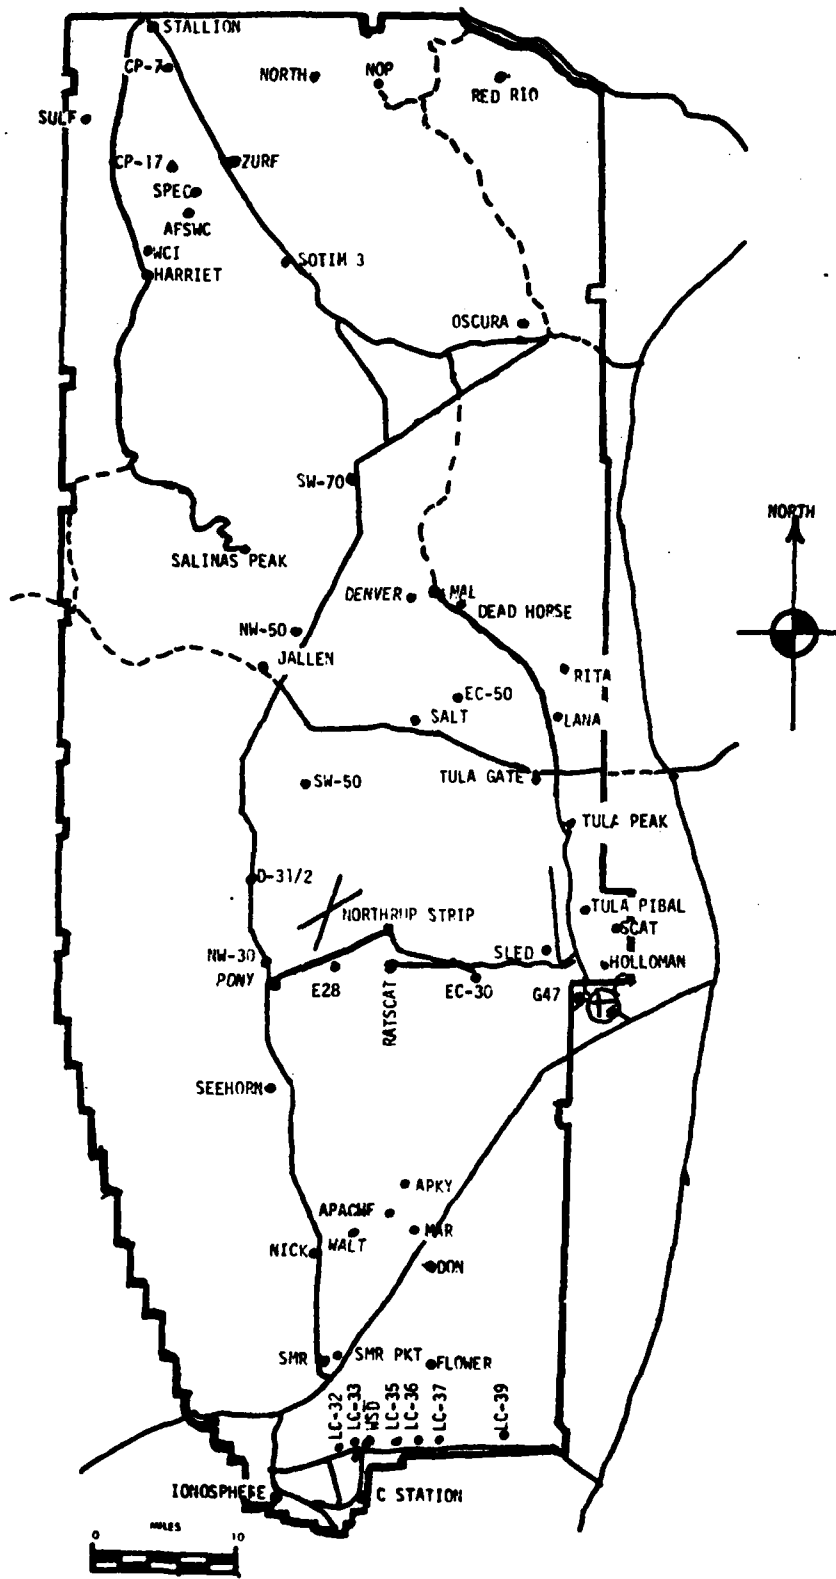 STALLION
CP-7
NORTH
NOP
RED RIO
SULF
CP-17
ZURF
SPEC
AFSWC
WCI
HARRIET
SOTIM 3
OSCURA
SW-70
NORTH
SALINAS PEAK
DENVER
MAL
DEAD HORSE
NW-50
JALLEN
RITA
EC-50
SALT
LANA
TULA GATE
SW-50
TULA PEAK
D-31/2
NORTHRUP STRIP
TULA PIBAL
SCAT
NW-30
SLED
HOLLOMAN
PONY
E28
RATSCAT
EC-30
G47
SEEHORN
APKY
APACHE
MAR
NICK
WALT
DON
SMR
SMR PKT
FLOWER
LC-32
LC-33
WSD
LC-35
LC-36
LC-37
LC-39
IONOSPHERE
C STATION
MILES
0 10